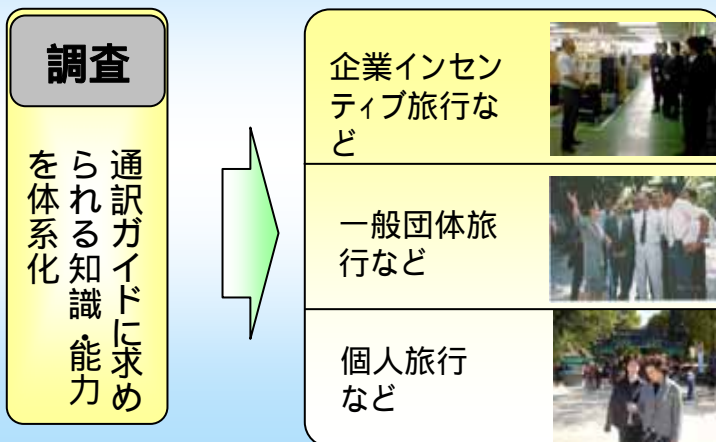 調査
通訳ガイドに求め
られる知識・能力
を体系化
企業インセン
ティブ旅行な
ど
一般団体旅
行など
個人旅行
など